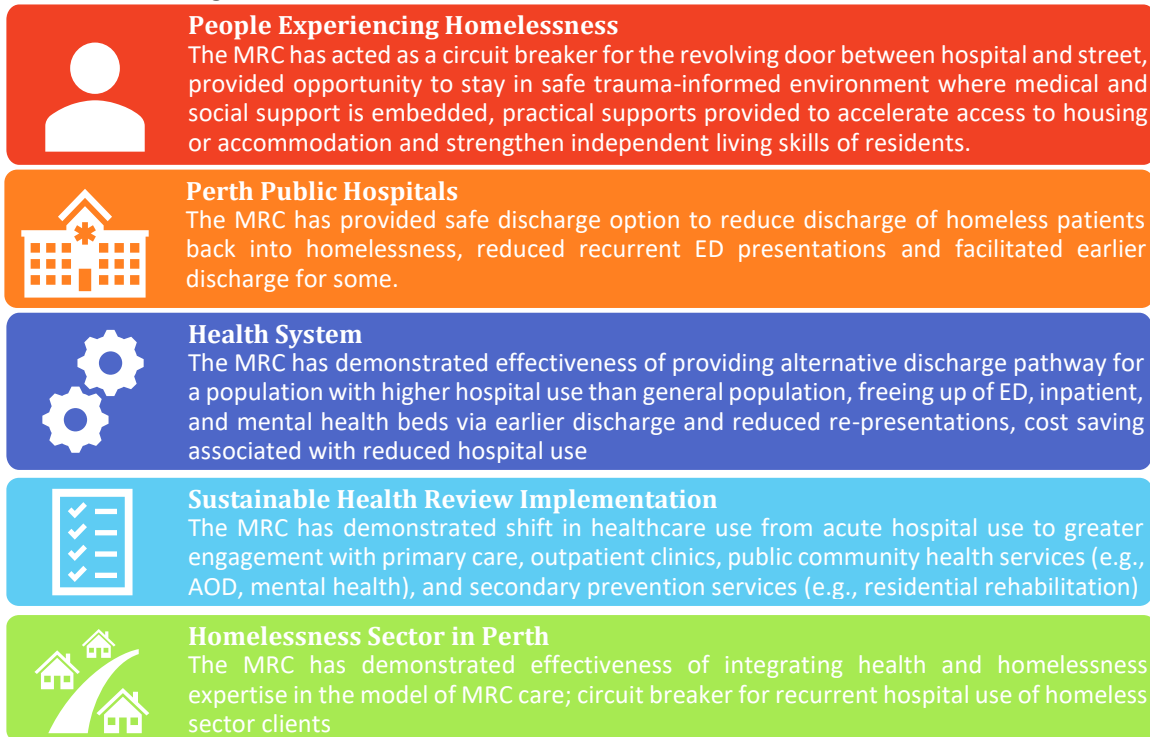 People Experiencing Homelessness
The MRC has acted as a circuit breaker for the revolving door between hospital and street,
provided opportunity to stay in safe trauma-informed environment where medical and
social support is embedded, practical supports provided to accelerate access to housing
or accommodation and strengthen independent living skills of residents.
Perth Public Hospitals
The MRC has provided safe discharge option to reduce discharge of homeless patients
back into homelessness, reduced recurrent ED presentations and facilitated earlier
discharge for some.
Health System
The MRC has demonstrated effectiveness of providing alternative discharge pathway for
a population with higher hospital use than general population, freeing up of ED, inpatient,
and mental health beds via earlier discharge and reduced re-presentations, cost saving
associated with reduced hospital use
Sustainable Health Review Implementation
The MRC has demonstrated shift in healthcare use from acute hospital use to greater
engagement with primary care, outpatient clinics, public community health services (e.g.,
AOD, mental health), and secondary prevention services (e.g., residential rehabilitation)
Homelessness Sector in Perth
The MRC has demonstrated effectiveness of integrating health and homelessness
expertise in the model of MRC care; circuit breaker for recurrent hospital use of homeless
sector clients